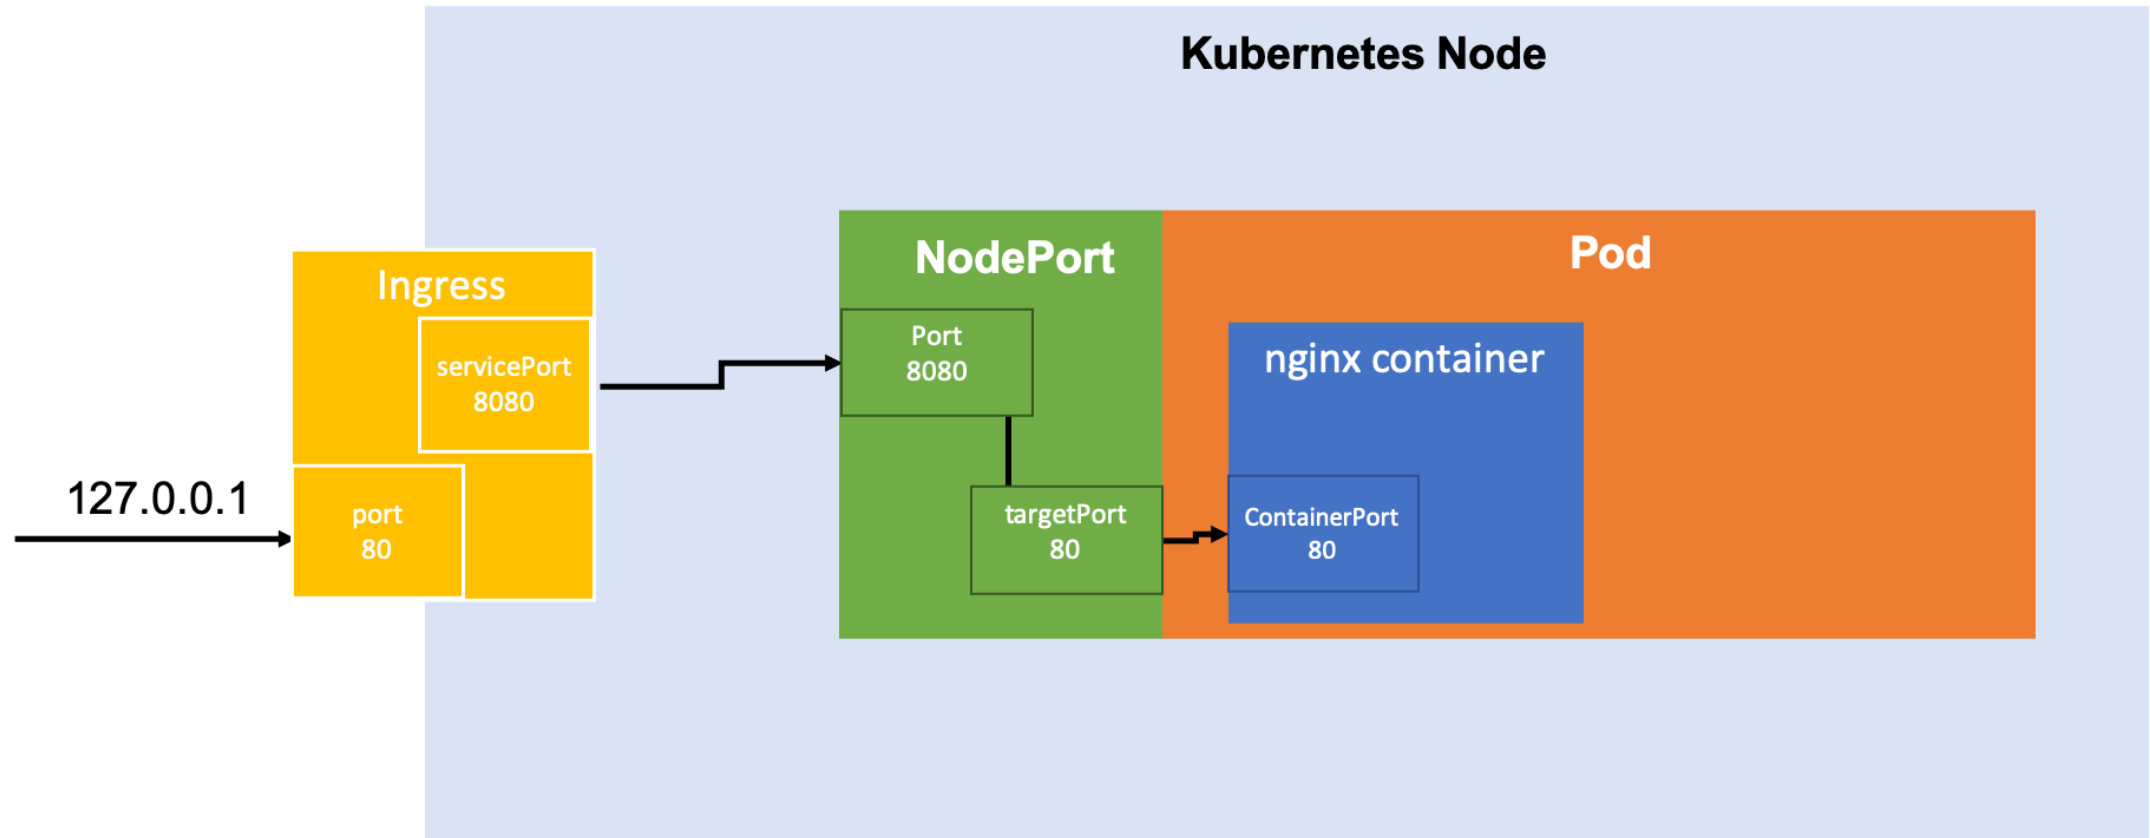 Kubernetes Node
Ingress
servicePort
8080
127.0.0.1
port
80
NodePort
Port
8080
targetPort
80
Pod
nginx container
ContainerPort
80